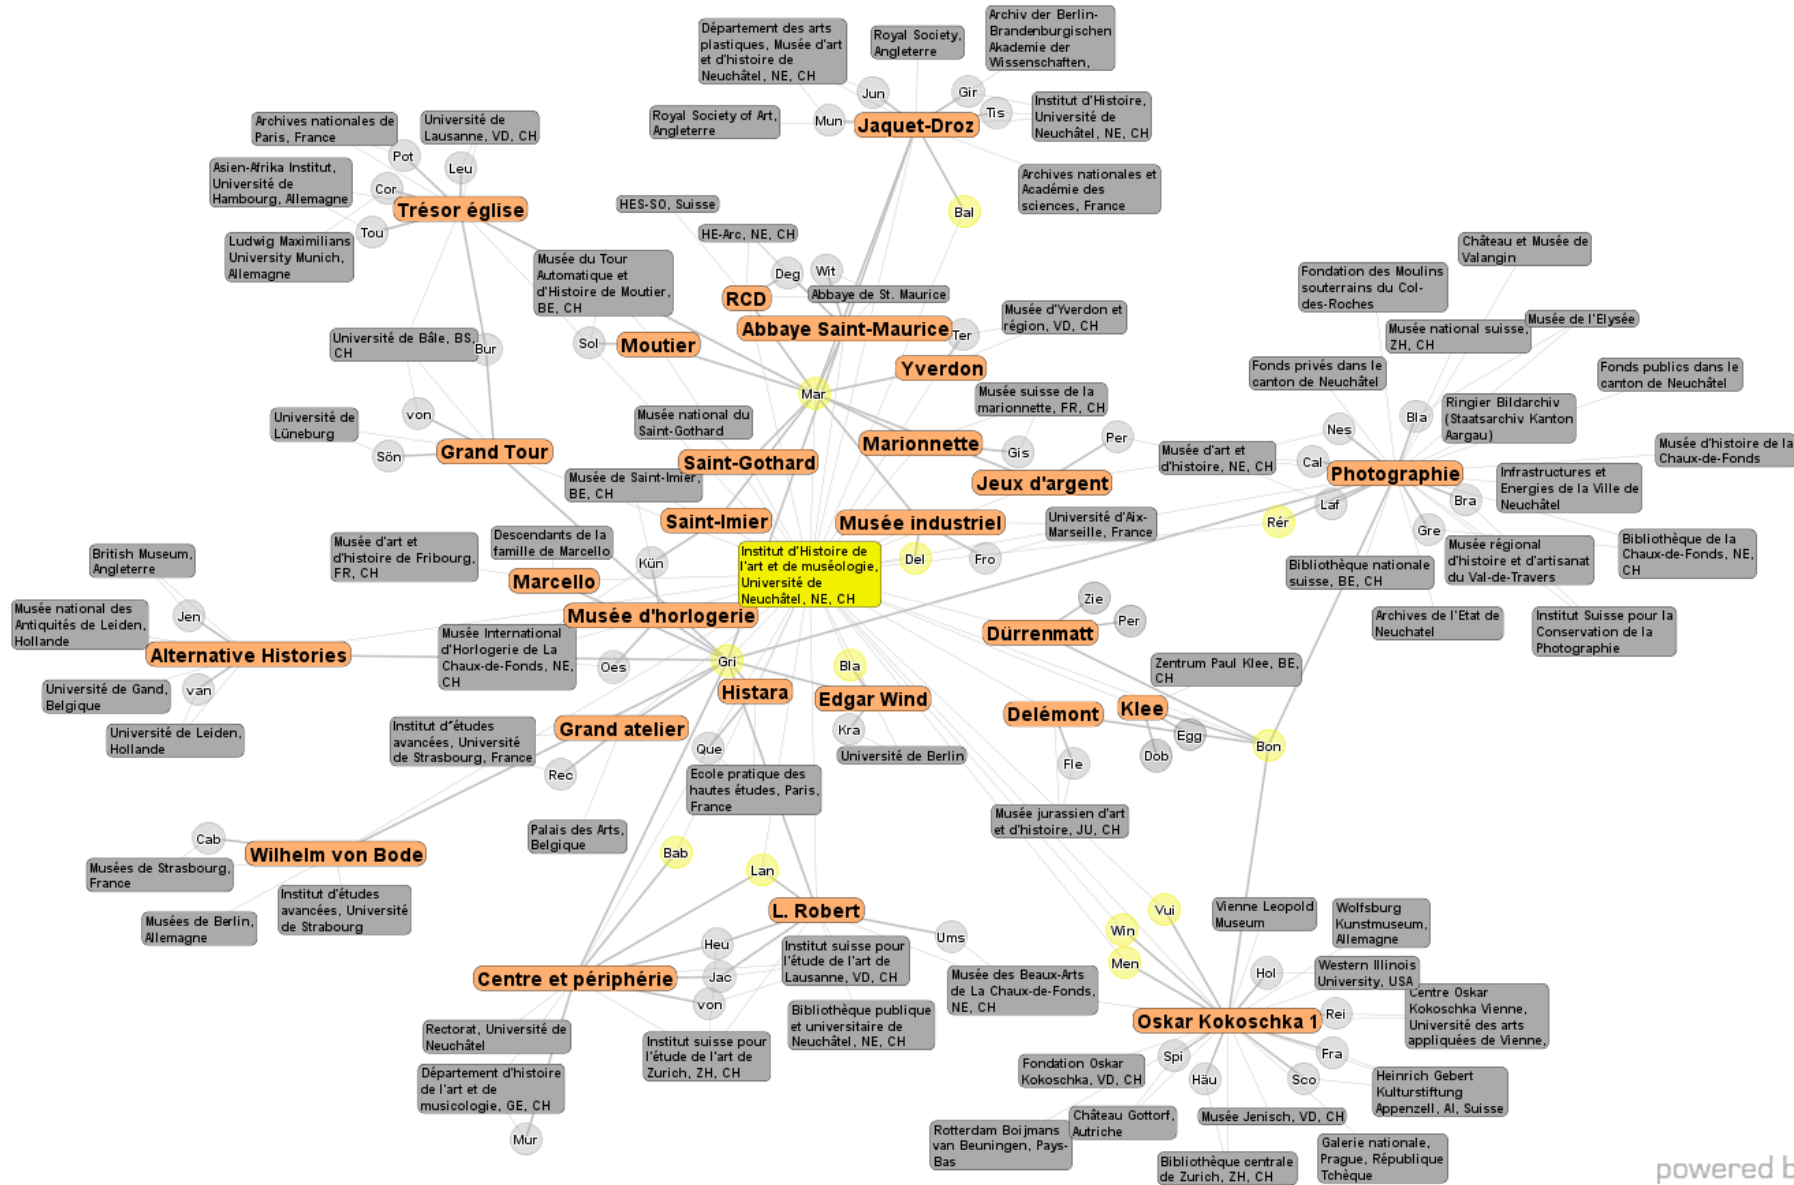 Département des arts
plastiques, Musée d'art
et d'histoire de
Neuchâtel, NE, CH
Royal Society,
Angleterre
Archiv der Berlin-
Brandenburgischen
Akademie der
Wissenschaften,
Jun
Gir
Tis
Mun
Royal Society of Art,
Angleterre
Jaquet-Droz
Institut d'Histoire,
Université de
Neuchâtel, NE, CH
Archives nationales et
Académie des
sciences, France
Bal
Archives nationales de
Paris, France
Université de
Lausanne, VD, CH
Pot
Leu
Asien-Afrika Institut,
Université de
Hambourg, Allemagne
Cor
Trésor église
Tou
Ludwig Maximilians
University Munich,
Allemagne
HES-SO, Suisse
HE-Arc, NE, CH
Musée du Tour
Automatique et
d'Histoire de Moutier,
BE, CH
Deg
Wit
RCD
Abbaye de St. Maurice
Abbaye Saint-Maurice
Musée d'Yverdon et
région, VD, CH
Ter
Sol
Moutier
Yverdon
Université de Bâle, BS,
CH
Bur
Mar
Musée suisse de la
marionnette, FR, CH
Château et Musée de
Valangin
Fondation des Moulins
souterrains du Col-
des-Roches
Musée national suisse,
ZH, CH
Musée de l'Elysée
Fonds privés dans le
canton de Neuchâtel
Fonds publics dans le
canton de Neuchâtel
Bla
Ringier Bildarchiv
(Staatsarchiv Kanton
Aargau)
Nes
Musée d'histoire de la
Chaux-de-Fonds
Université de
Lüneburg
von
Sön
Grand Tour
Musée national du
Saint-Gothard
Saint-Gothard
Marionnette
Gis
Per
Jeux d'argent
Musée d'art et
d'histoire, NE, CH
Cal
Photographie
Infrastructures et
Energies de la Ville de
Neuchâtel
Laf
Bra
Rér
Gre
Musée de Saint-Imier,
BE, CH
Saint-Imier
Musée industriel
Université d'Aix-
Marseille, France
Del
Fro
Musée régional
d'histoire et d'artisanat
du Val-de-Travers
Bibliothèque de la
Chaux-de-Fonds, NE,
CH
Bibliothèque nationale
suisse, BE, CH
Archives de l'Etat de
Neuchatel
Institut Suisse pour la
Conservation de la
Photographie
Musée d'art et
d'histoire de Fribourg,
FR, CH
Descendants de la
famille de Marcello
Kün
Marcello
Institut d'Histoire de
l'art et de muséologie,
Université de
Neuchâtel, NE, CH
Musée d'horlogerie
British Museum,
Angleterre
Musée national des
Antiquités de Leiden,
Hollande
Jen
Alternative Histories
Université de Gand,
Belgique
van
Université de Leiden,
Hollande
Musée International
d'Horlogerie de La
Chaux-de-Fonds, NE,
CH
Oes
Gri
Histara
Bla
Edgar Wind
Kra
Université de Berlin
Zie
Per
Dürrenmatt
Zentrum Paul Klee, BE,
CH
Delémont
Klee
Egg
Dob
Fle
Bon
Musée jurassien d'art
et d'histoire, JU, CH
Institut d'études
avancées, Université
de Strasbourg, France
Grand atelier
Rec
Que
Ecole pratique des
hautes études, Paris,
France
Palais des Arts,
Belgique
Cab
Wilhelm von Bode
Musées de Strasbourg,
France
Institut d'études
avancées, Université
de Strabourg
Musées de Berlin,
Allemagne
Bab
Lan
L. Robert
Heu
Jac
von
Ums
Institut suisse pour
l'étude de l'art de
Lausanne, VD, CH
Centre et périphérie
Musée des Beaux-Arts
de La Chaux-de-Fonds,
NE, CH
Bibliothèque publique
et universitaire de
Neuchâtel, NE, CH
Institut suisse pour
l'étude de l'art de
Zurich, ZH, CH
Rectorat, Université de
Neuchâtel
Département d'histoire
de l'art et de
musicologie, GE, CH
Mur
Vui
Win
Men
Vienne Leopold
Museum
Wolfsburg
Kunstmuseum,
Allemagne
Hol
Western Illinois
University, USA
Centre Oskar
Kokoschka Vienne,
Université des arts
appliquées de Vienne,
Rei
Oskar Kokoschka 1
Fra
Spi
Häu
Sco
Fondation Oskar
Kokoschka, VD, CH
Heinrich Gebert
Kulturstiftung
Appenzell, AI, Suisse
Château Gottorf,
Autriche
Musée Jenisch, VD, CH
Rotterdam Boijmans
van Beuningen, Pays-
Bas
Bibliothèque centrale
de Zurich, ZH, CH
Galerie nationale,
Prague, République
Tchèque
powered b